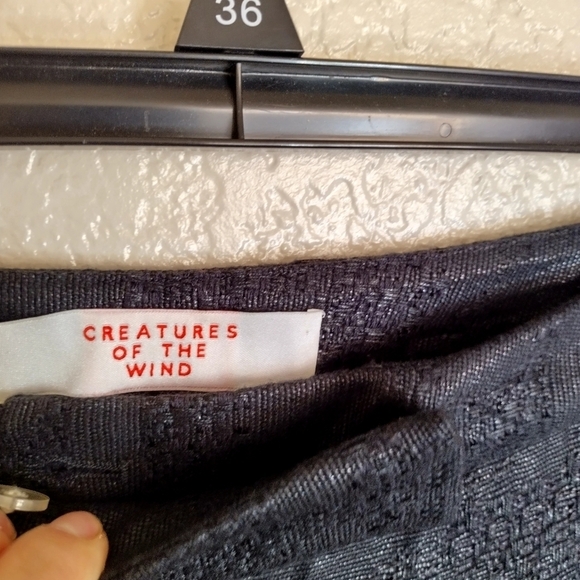 36
CREATURES
OF THE
WIND